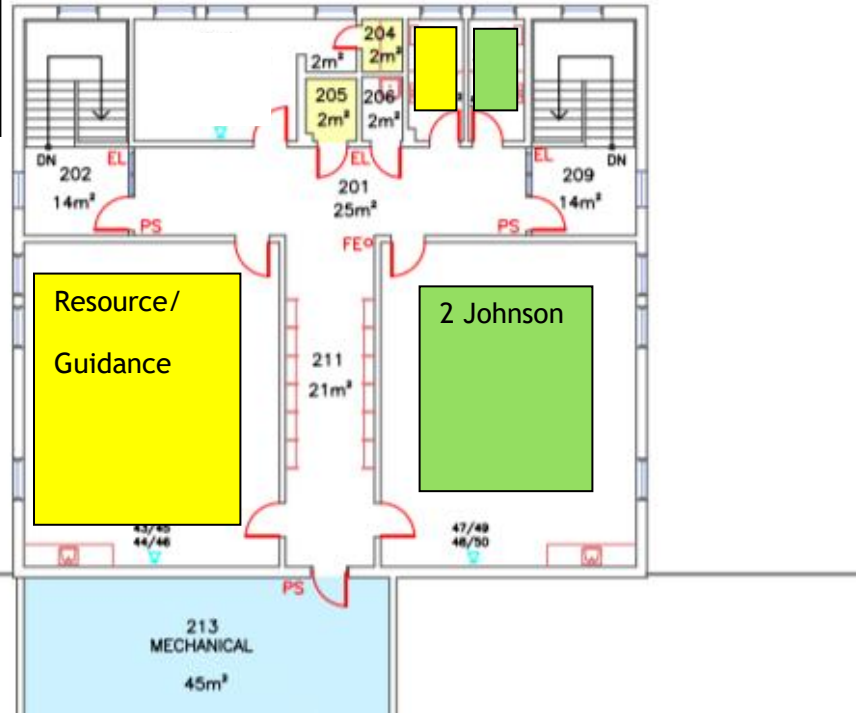 204
2m²
2m²
205
2m²
206
2m²
DN
EL
EL
EL
DN
202
14m²
201
25m²
209
14m²
PS
PS
FE
Resource/
Guidance
2 Johnson
211
21m²
43/45
44/46
47/49
48/50
PS
213
MECHANICAL
45m²